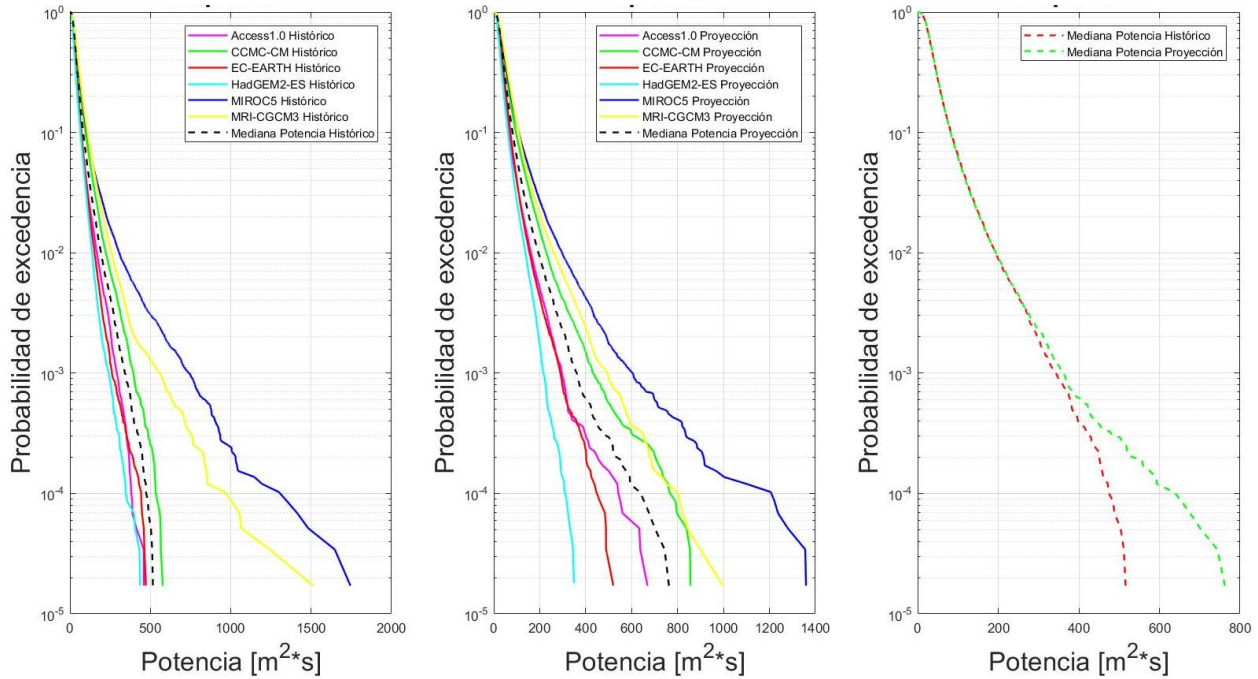 10^0
10^-1
10^-2
10^-3
10^-4
10^-5
Probabilidad de excedencia
0 500 1000 1500 2000
Potencia [m^2*s]
Access1.0 Histórico
CCMC-CM Histórico
EC-EARTH Histórico
HadGEM2-ES Histórico
MIROC5 Histórico
MRI-CGCM3 Histórico
Mediana Potencia Histórico
10^0
10^-1
10^-2
10^-3
10^-4
10^-5
Probabilidad de excedencia
0 200 400 600 800 1000 1200 1400
Potencia [m^2*s]
Access1.0 Proyección
CCMC-CM Proyección
EC-EARTH Proyección
HadGEM2-ES Proyección
MIROC5 Proyección
MRI-CGCM3 Proyección
Mediana Potencia Proyección
10^0
10^-1
10^-2
10^-3
10^-4
10^-5
Probabilidad de excedencia
0 200 400 600 800
Potencia [m^2*s]
Mediana Potencia Histórico
Mediana Potencia Proyección